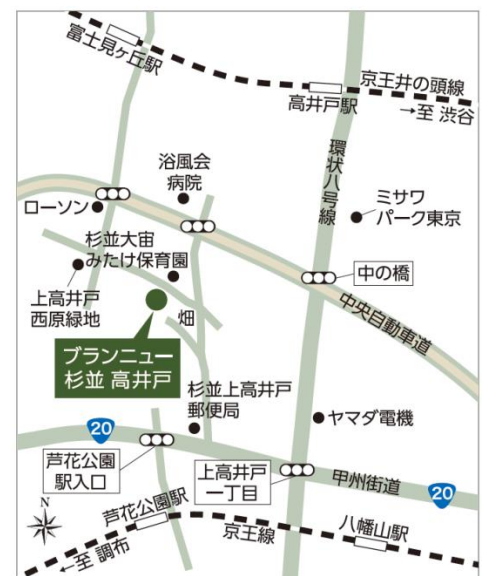 富士見ヶ丘駅
京王井の頭線
高井戸駅
→至 渋谷
環状八号線
浴風会
病院
ローソン
ミサワ
パーク東京
杉並大宙
みたけ保育園
中の橋
上高井戸
西原緑地
畑
中央自動車道
ブランニュー
杉並 高井戸
杉並上高井戸
郵便局
ヤマダ電機
20
芦花公園
駅入口
上高井戸
一丁目
甲州街道
20
N
芦花公園駅
京王線
八幡山駅
←至 調布